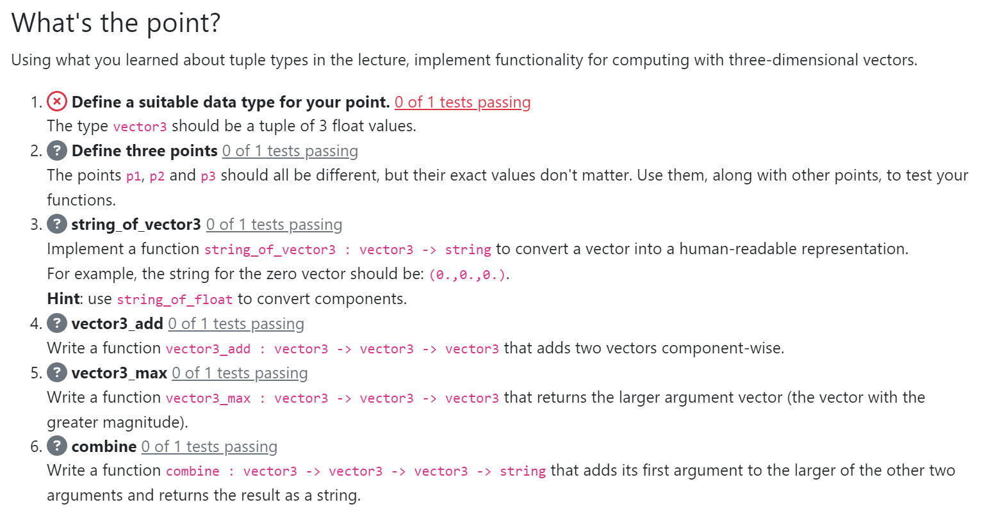 What's the point?
Using what you learned about tuple types in the lecture, implement functionality for computing with three-dimensional vectors.
1. Define a suitable data type for your point. 0 of 1 tests passing
The type vector3 should be a tuple of 3 float values.
2. ? Define three points 0 of 1 tests passing
The points p1, p2 and p3 should all be different, but their exact values don't matter. Use them, along with other points, to test your
functions.
3. ? string_of_vector3 0 of 1 tests passing
Implement a function string_of_vector3 : vector3 -> string to convert a vector into a human-readable representation.
For example, the string for the zero vector should be: (0.,0.,0.).
Hint: use string_of_float to convert components.
4. ? vector3_add 0 of 1 tests passing
Write a function vector3_add : vector3 -> vector3 -> vector3 that adds two vectors component-wise.
5. ? vector3_max 0 of 1 tests passing
Write a function vector3_max : vector3 -> vector3 -> vector3 that returns the larger argument vector (the vector with the
greater magnitude).
6. ? combine 0 of 1 tests passing
Write a function combine : vector3 -> vector3 -> vector3 -> string that adds its first argument to the larger of the other two
arguments and returns the result as a string.